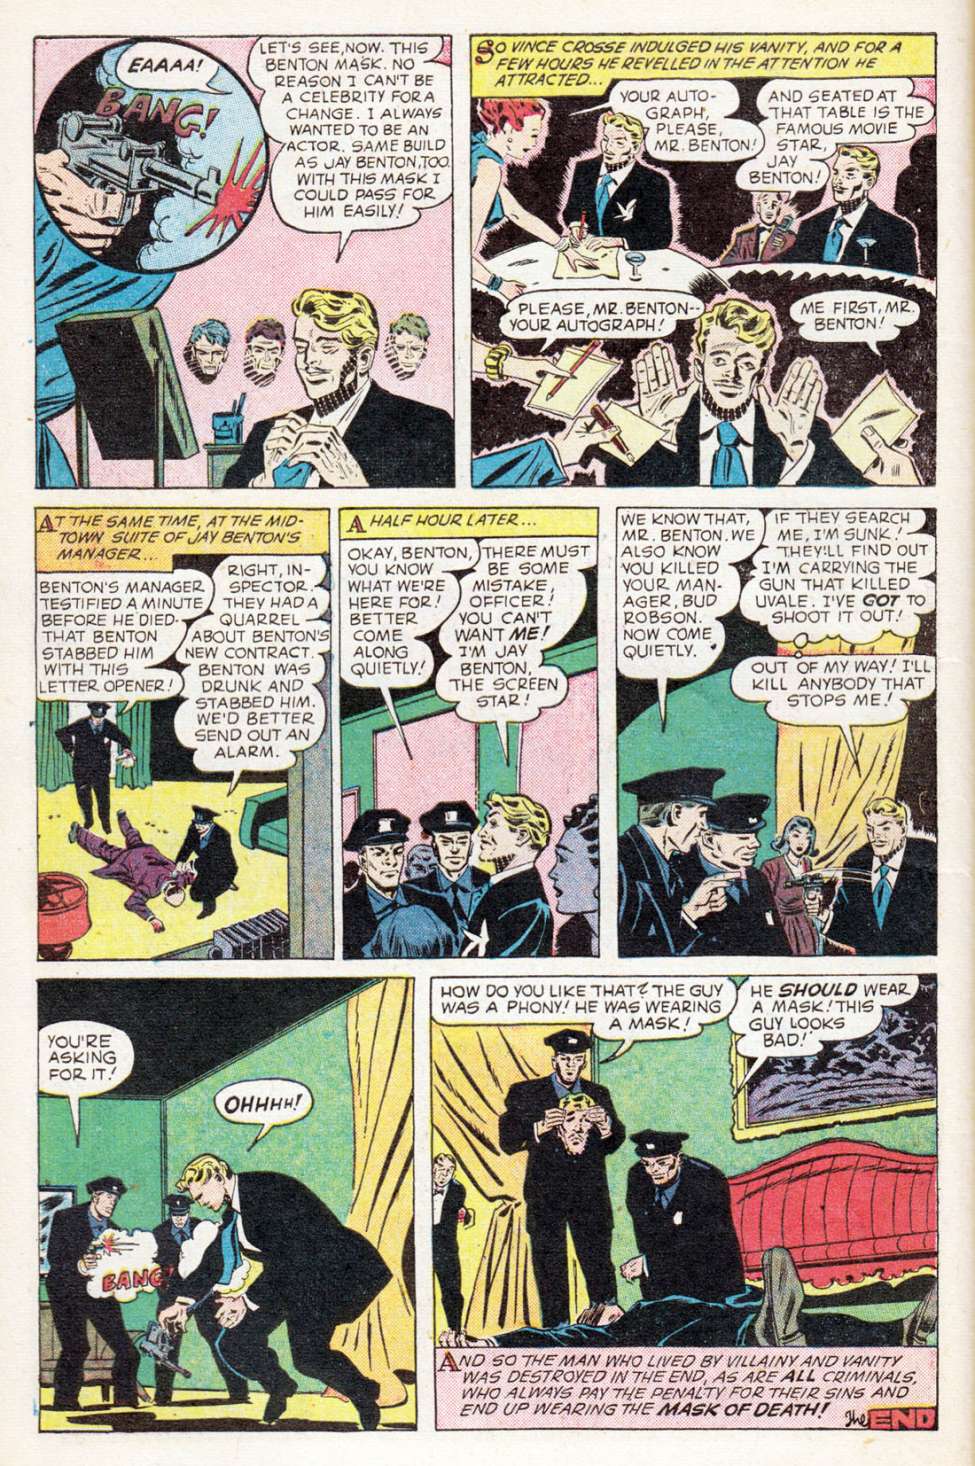 EAAAA!
BANG!
LET'S SEE, NOW. THIS
BENTON MASK. NO
REASON I CAN'T BE
A CELEBRITY FOR A
CHANGE. I ALWAYS
WANTED TO BE AN
ACTOR. SAME BUILD
AS JAY BENTON, TOO.
WITH THIS MASK I
COULD PASS FOR
HIM EASILY!
SO VINCE CROSSE INDULGED HIS VANITY, AND FOR A
FEW HOURS HE REVELLED IN THE ATTENTION HE
ATTRACTED...
YOUR AUTO-
GRAPH,
PLEASE,
MR. BENTON!
AND SEATED AT
THAT TABLE IS THE
FAMOUS MOVIE
STAR,
JAY
BENTON!
PLEASE, MR. BENTON--
YOUR AUTOGRAPH!
ME FIRST, MR.
BENTON!
AT THE SAME TIME, AT THE MID-
TOWN SUITE OF JAY BENTON'S
MANAGER...
BENTON'S MANAGER
TESTIFIED A MINUTE
BEFORE HE DIED-
THAT BENTON
STABBED HIM
WITH THIS
LETTER OPENER!
RIGHT, IN-
SPECTOR.
THEY HAD A
QUARREL
ABOUT BENTON'S
NEW CONTRACT.
BENTON WAS
DRUNK AND
STABBED HIM.
WE'D BETTER
SEND OUT AN
ALARM.
A HALF HOUR LATER...
OKAY, BENTON,
YOU KNOW
WHAT WE'RE
HERE FOR!
BETTER
COME
ALONG
QUIETLY!
THERE MUST
BE SOME
MISTAKE,
OFFICER!
YOU CAN'T
WANT ME!
I'M JAY
BENTON,
THE SCREEN
STAR!
WE KNOW THAT,
MR. BENTON. WE
ALSO KNOW
YOU KILLED
YOUR MAN-
AGER, BUD
ROBSON.
NOW COME
QUIETLY.
IF THEY SEARCH
ME, I'M SUNK!
THEY'LL FIND OUT
I'M CARRYING THE
GUN THAT KILLED
UVALE. I'VE GOT TO
SHOOT IT OUT!
OUT OF MY WAY! I'LL
KILL ANYBODY THAT
STOPS ME!
YOU'RE
ASKING
FOR IT!
OHHHH!
BANG!
HOW DO YOU LIKE THAT? THE GUY
WAS A PHONY! HE WAS WEARING
A MASK!
HE SHOULD WEAR
A MASK! THIS
GUY LOOKS
BAD!
AND SO THE MAN WHO LIVED BY VILLAINY AND VANITY
WAS DESTROYED IN THE END, AS ARE ALL CRIMINALS,
WHO ALWAYS PAY THE PENALTY FOR THEIR SINS AND
END UP WEARING THE MASK OF DEATH!
The END